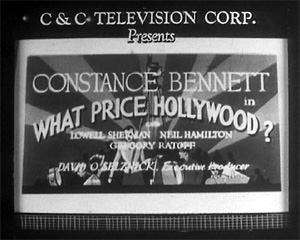 C & C TELEVISION CORP.
Presents
CONSTANCE BENNETT
in
WHAT PRICE HOLLYWOOD?
LOWELL SHERMAN NEIL HAMILTON
GREGORY RATOFF
DAVID O. SELZNICK, Executive Producer